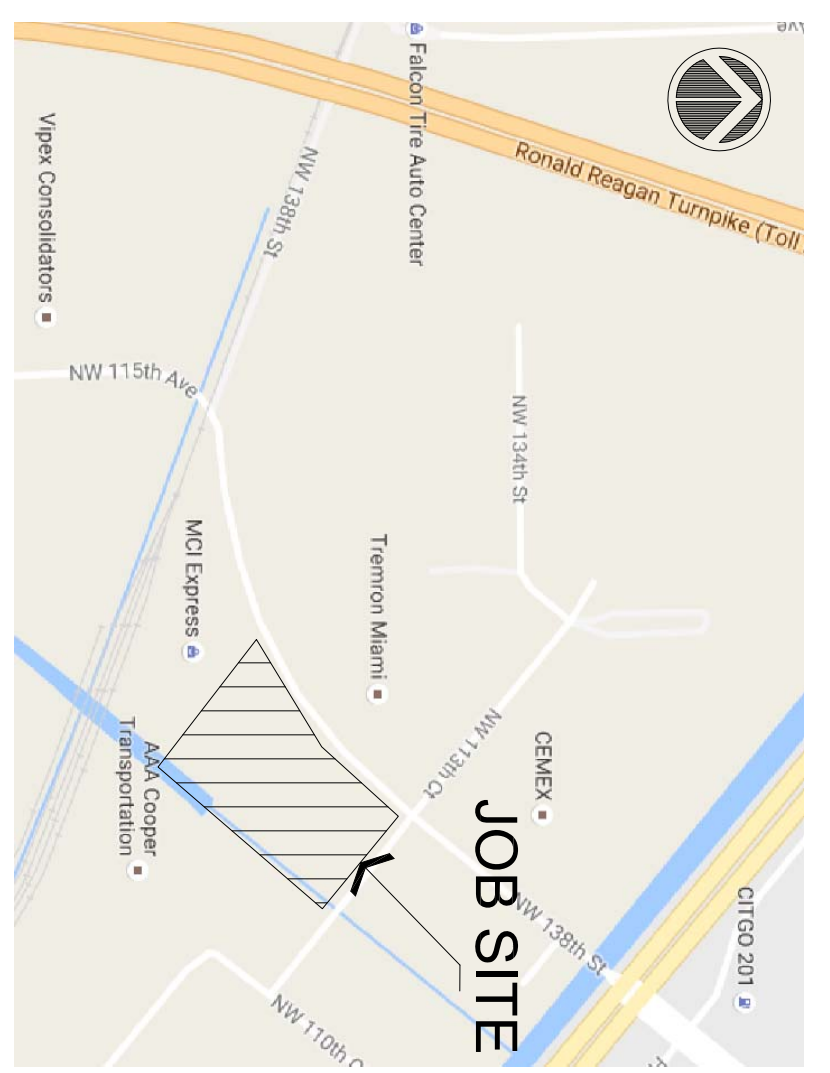 Falcon Tire Auto Center
Ronald Reagan Turnpike (Toll
NW 138th St
Vipex Consolidators
NW 115th Ave
NW 134th St
MCI Express
Tremron Miami
NW 113th Ct
CEMEX
AAA Cooper
Transportation
JOB SITE
NW 138th St
CITGO 201
NW 110th C